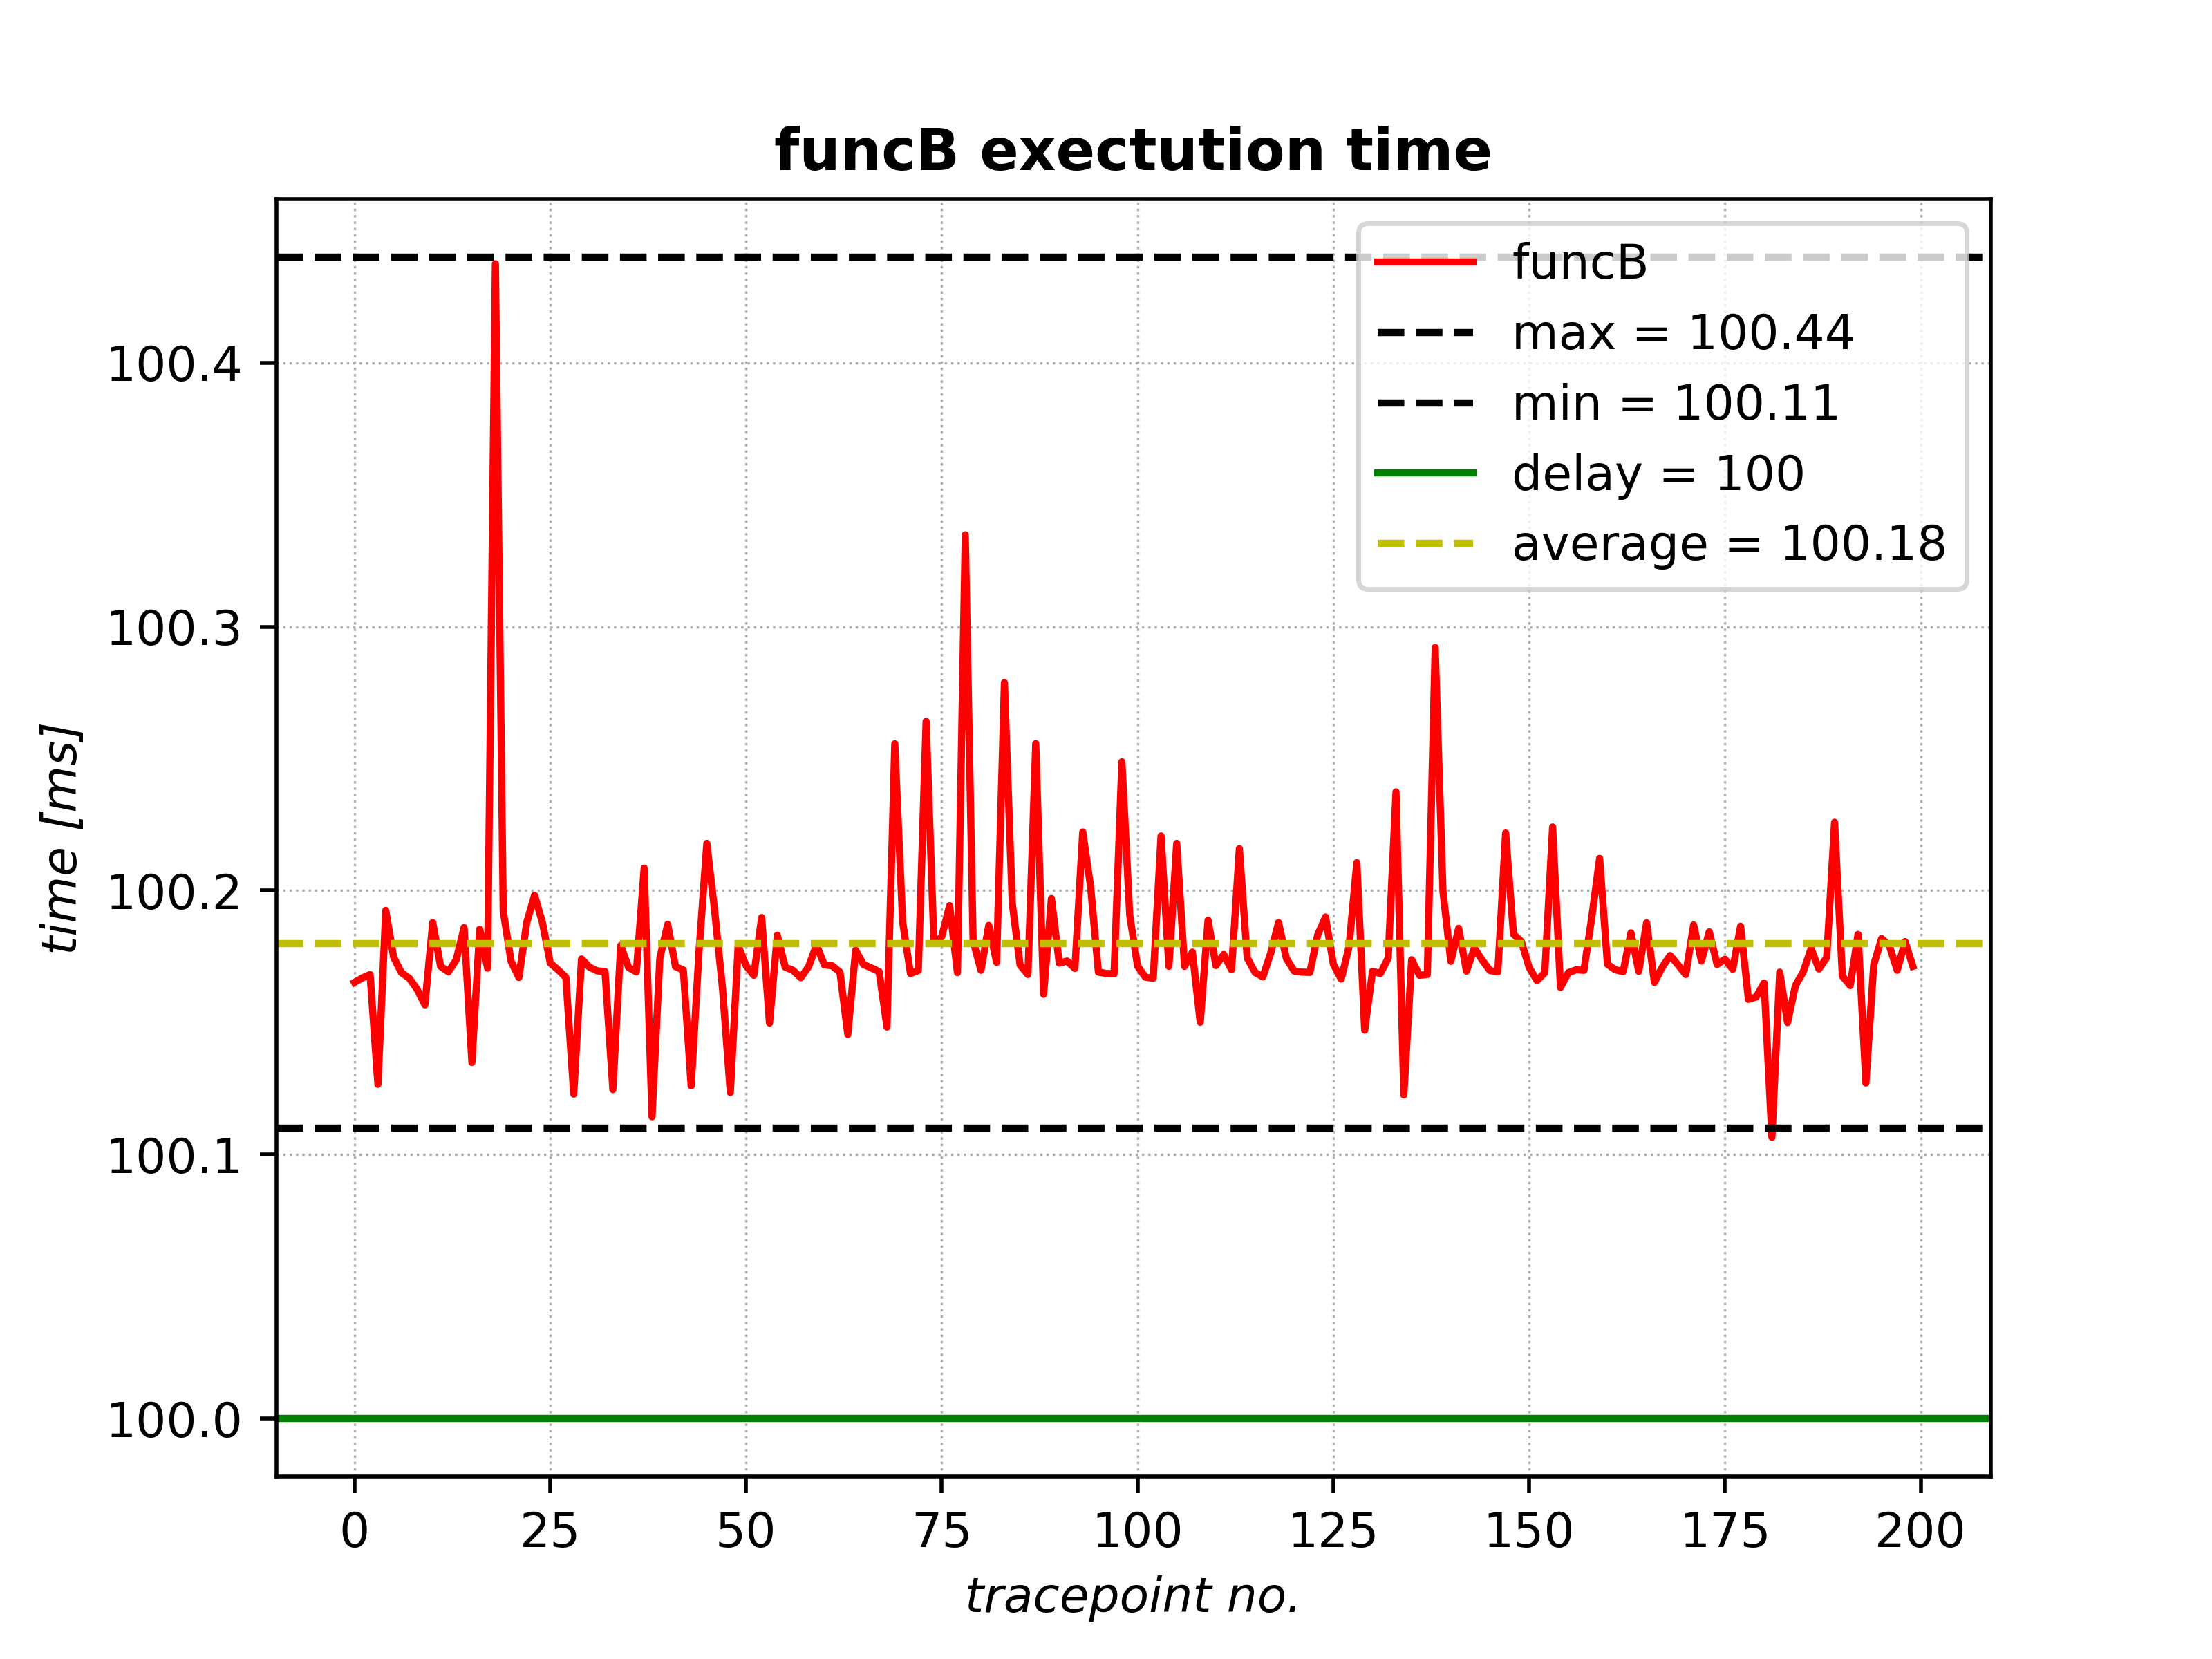 funcB exectution time
funcB
max = 100.44
min = 100.11
delay = 100
average = 100.18
100.4
100.3
100.2
100.1
100.0
time [ms]
0 25 50 75 100 125 150 175 200
tracepoint no.